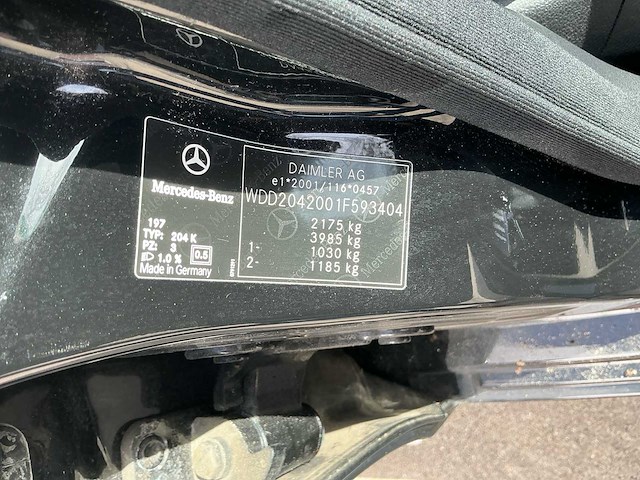 Mercedes-Benz
197
TYP: 204 K
PZ: 3
1.0 % 0.5
Made in Germany
DAIMLER AG
e1*2001/116*0457
WDD2042001F593404
2175 kg
3985 kg
1- 1030 kg
2- 1185 kg